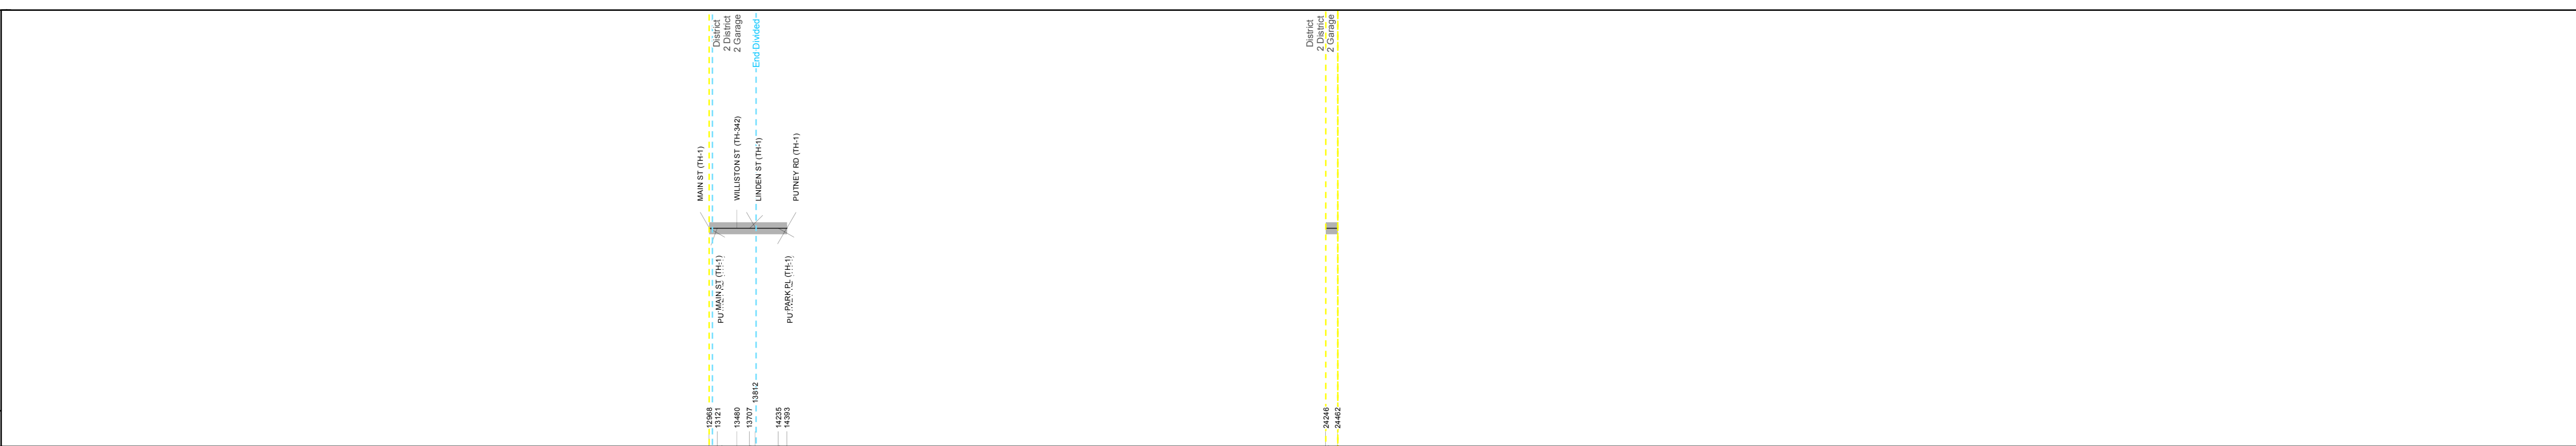 District
2 District
2 Garage
End Divided
District
2 District
2 Garage
MAIN ST (TH-1)
WILLISTON ST (TH-342)
LINDEN ST (TH-1)
PUTNEY RD (TH-1)
MAIN ST (TH-1)
PARK PL (TH-1)
12968
13121
13480
13707
13812
14235
14393
24246
24462